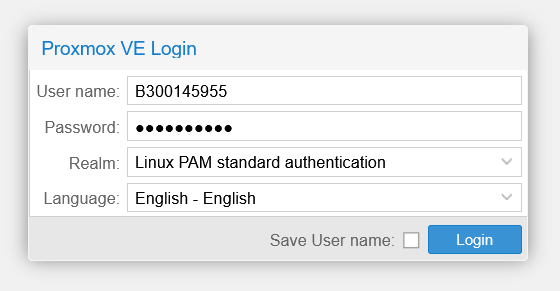 Proxmox VE Login
User name: B300145955
Password: ●●●●●●●●●●
Realm: Linux PAM standard authentication
Language: English - English
Save User name: Login